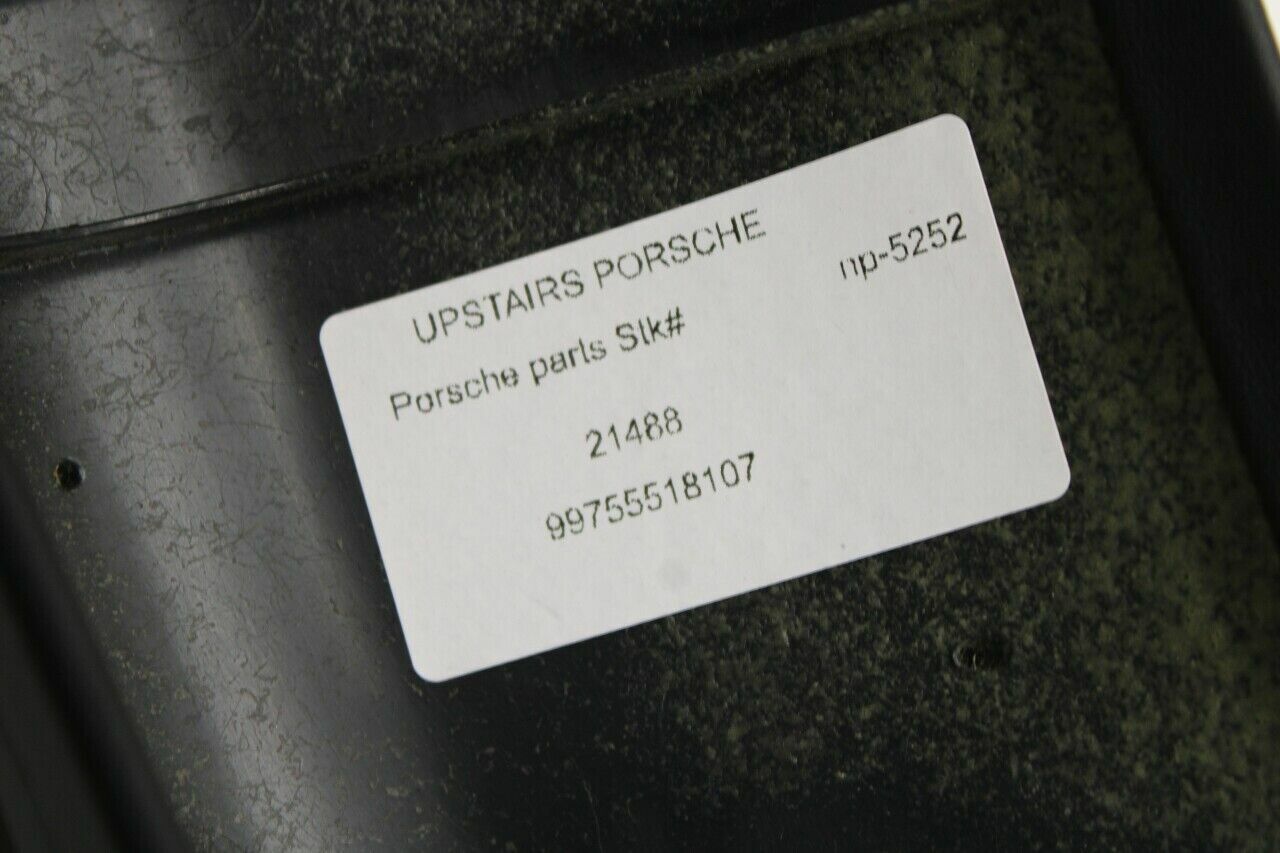 UPSTAIRS PORSCHE
np-5252
Porsche parts Stk#
21488
99755518107